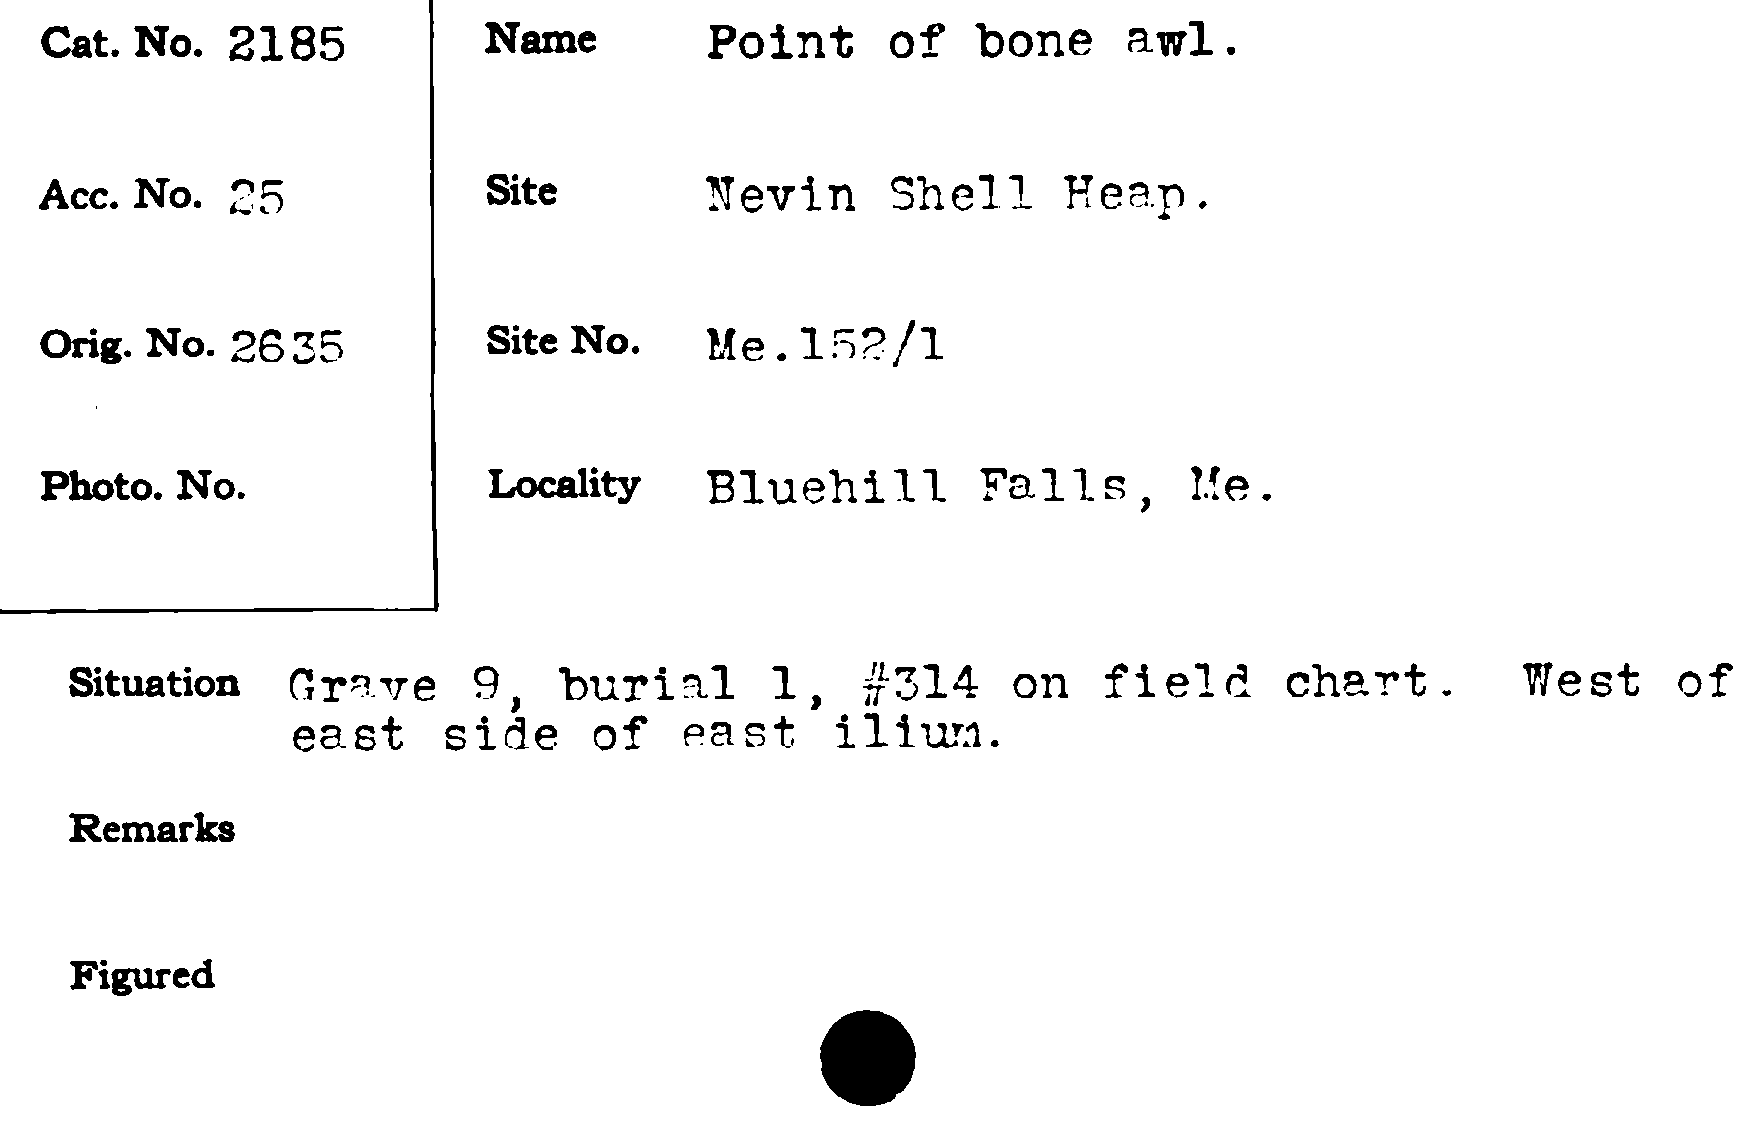 Cat. No. 2185
Name Point of bone awl.
Acc. No. 25
Site Nevin Shell Heap.
Orig. No. 2635
Site No. Me.152/1
Photo. No.
Locality Bluehill Falls, Me.
Situation Grave 9, burial 1, #314 on field chart. West of
east side of east ilium.
Remarks
Figured